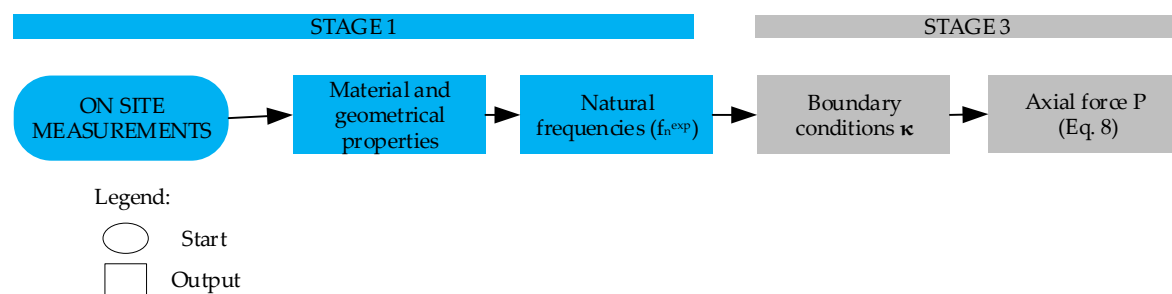 STAGE 1
STAGE 3
ON SITE
MEASUREMENTS
Material and
geometrical
properties
Natural
frequencies (fₙᵉˣᵖ)
Boundary
conditions κ
Axial force P
(Eq. 8)
Legend:
Start
Output